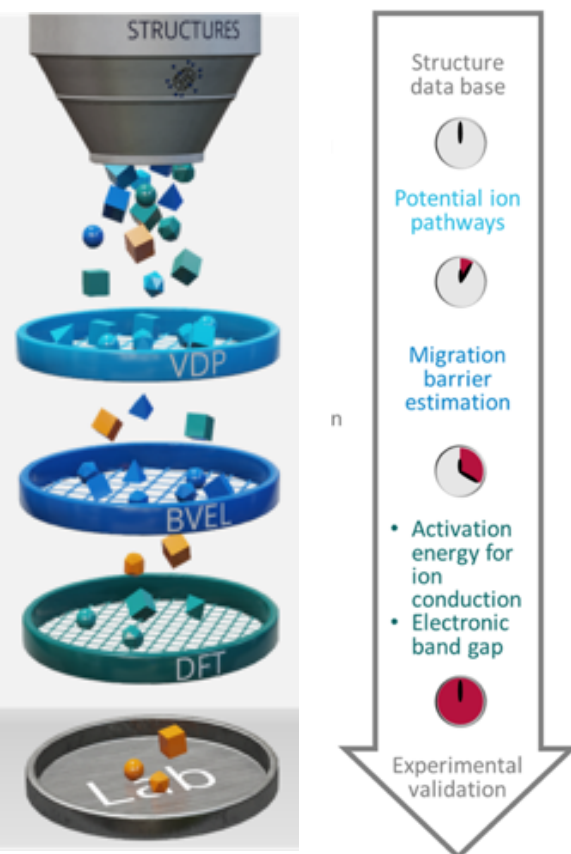 STRUCTURES
VDP
BVEL
DFT
Lab
n
Structure
data base
Potential ion
pathways
Migration
barrier
estimation
• Activation
energy for
ion
conduction
• Electronic
band gap
Experimental
validation